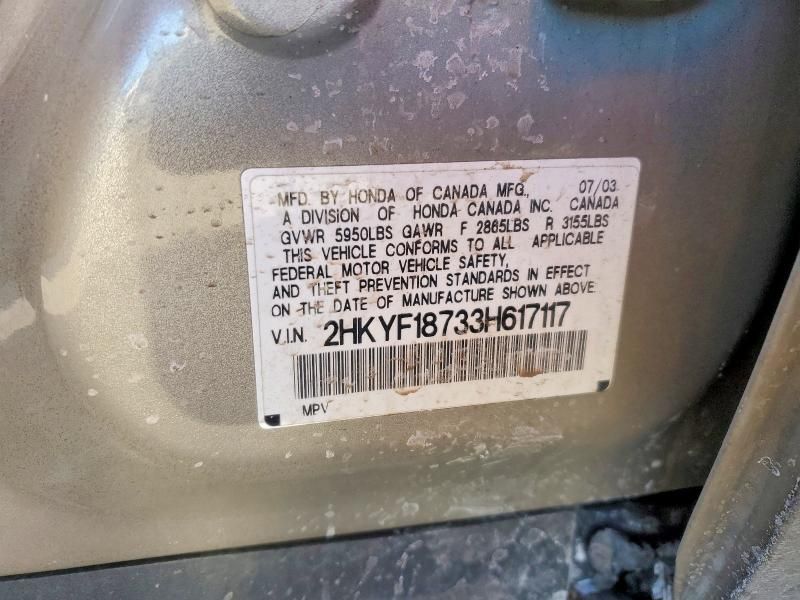 MFD. BY HONDA OF CANADA MFG., 07/03
A DIVISION OF HONDA CANADA INC. CANADA
GVWR 5950LBS GAWR F 2865LBS R 3155LBS
THIS VEHICLE CONFORMS TO ALL APPLICABLE
FEDERAL MOTOR VEHICLE SAFETY,
AND THEFT PREVENTION STANDARDS IN EFFECT
ON THE DATE OF MANUFACTURE SHOWN ABOVE.
V.I.N. 2HKYF18733H617117
MPV